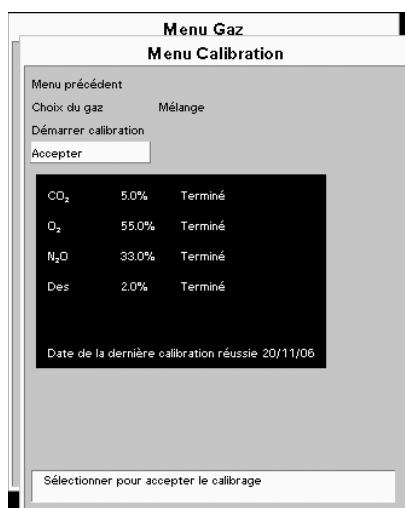 Menu Gaz
Menu Calibration
Menu précédent
Choix du gaz Mélange
Démarrer calibration
Accepter
CO₂ 5.0% Terminé
O₂ 55.0% Terminé
N₂O 33.0% Terminé
Des 2.0% Terminé
Date de la dernière calibration réussie 20/11/06
Sélectionner pour accepter le calibrage